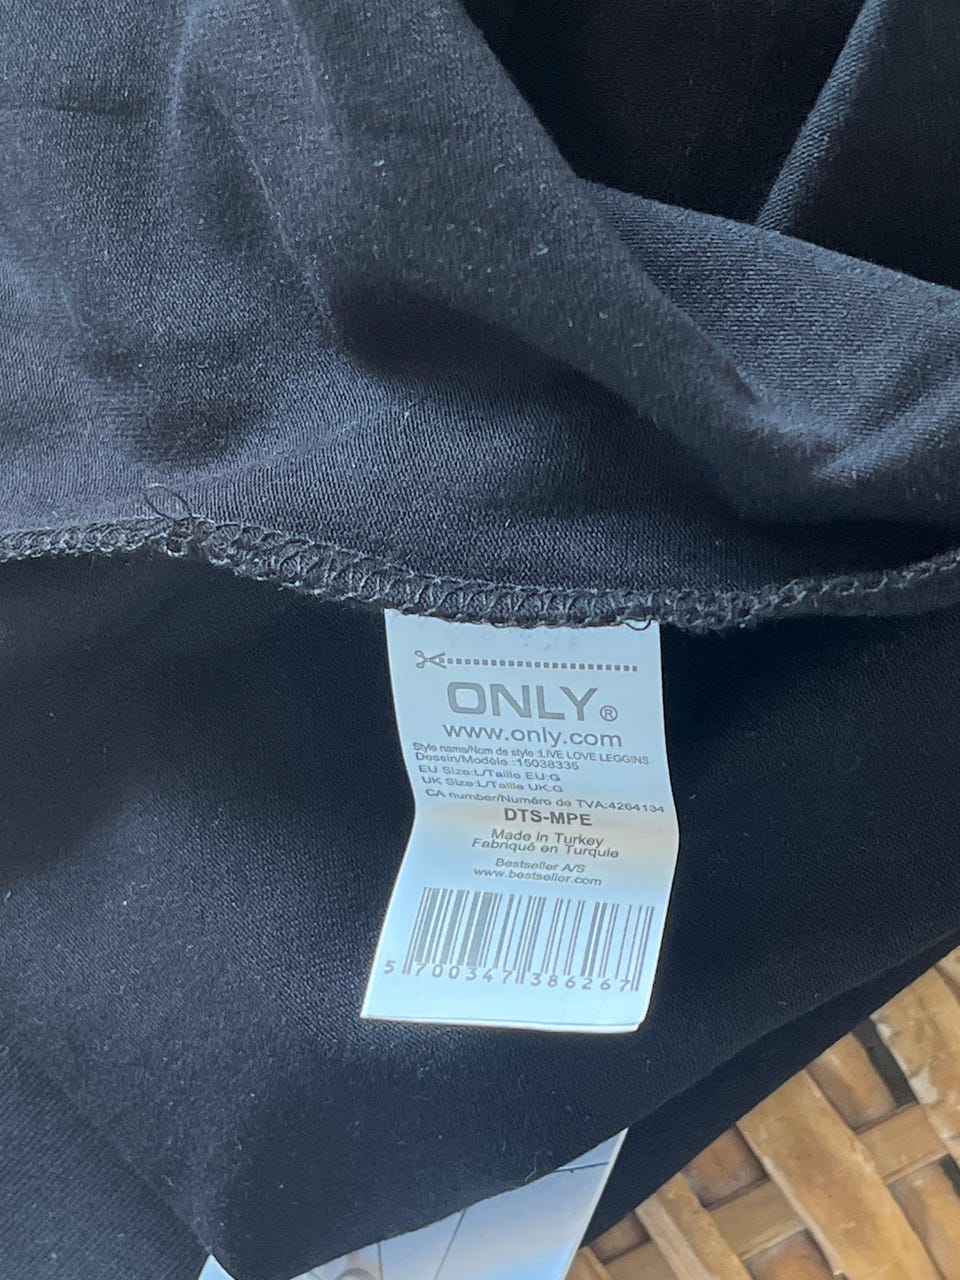 ONLY®
www.only.com
Style name/Nom de style :LIVE LOVE LEGGINS
Dessin/Modèle :15038335
EU Size:L/Taille EU:G
UK Size:L/Taille UK:G
CA number/Numéro de TVA:4264134
DTS-MPE
Made in Turkey
Fabriqué en Turquie
Bestseller A/S
www.bestseller.com
5 700347 386267